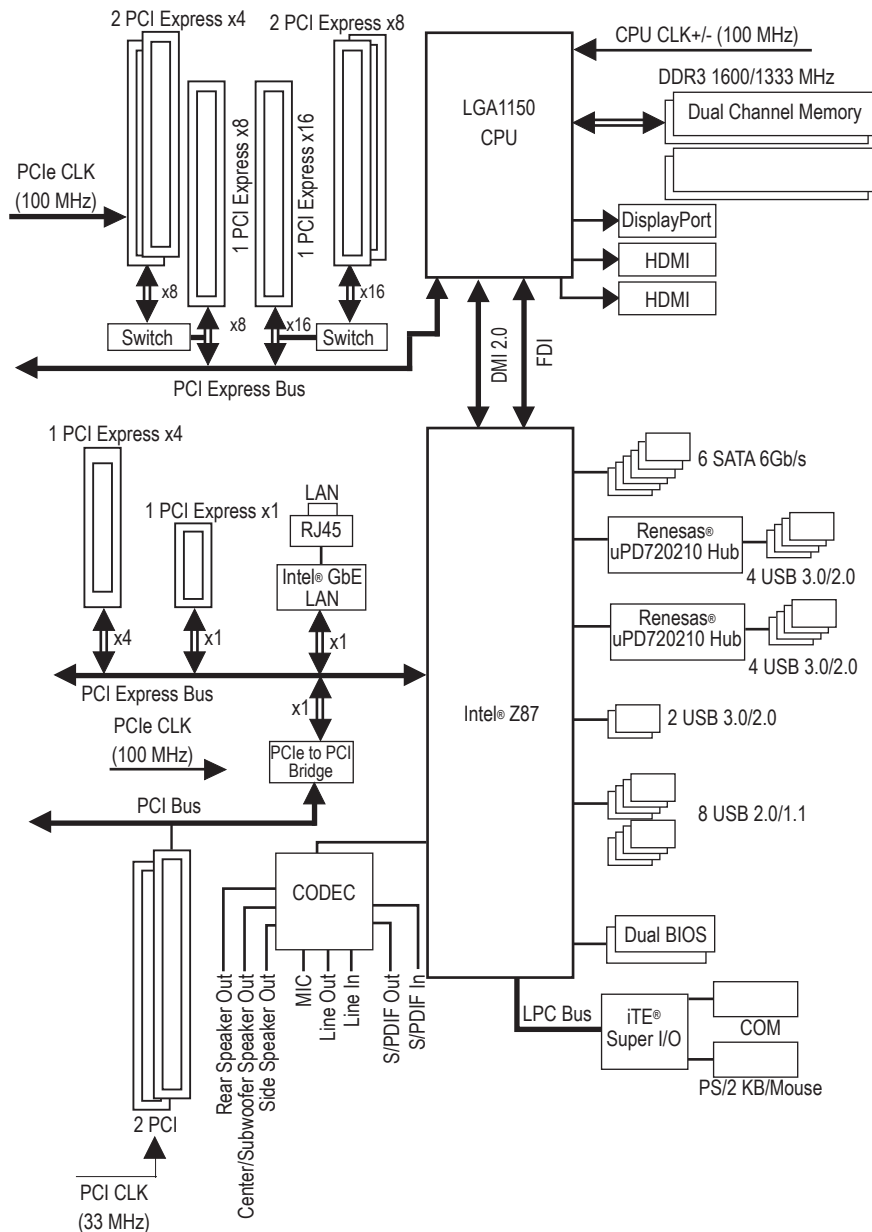 2 PCI Express x4
2 PCI Express x8
CPU CLK+/- (100 MHz)
DDR3 1600/1333 MHz
Dual Channel Memory
LGA1150
CPU
1 PCI Express x8
1 PCI Express x16
PCIe CLK
(100 MHz)
DisplayPort
HDMI
HDMI
x8
x16
Switch
x8
x16
Switch
PCI Express Bus
DMI 2.0
FDI
1 PCI Express x4
1 PCI Express x1
LAN
RJ45
Intel® GbE
LAN
x4
x1
x1
PCI Express Bus
x1
PCIe CLK
(100 MHz)
PCIe to PCI
Bridge
PCI Bus
Intel® Z87
6 SATA 6Gb/s
Renesas®
uPD720210 Hub
4 USB 3.0/2.0
Renesas®
uPD720210 Hub
4 USB 3.0/2.0
2 USB 3.0/2.0
8 USB 2.0/1.1
Dual BIOS
CODEC
Rear Speaker Out
Center/Subwoofer Speaker Out
Side Speaker Out
MIC
Line Out
Line In
S/PDIF Out
S/PDIF In
LPC Bus
iTE®
Super I/O
COM
PS/2 KB/Mouse
2 PCI
PCI CLK
(33 MHz)